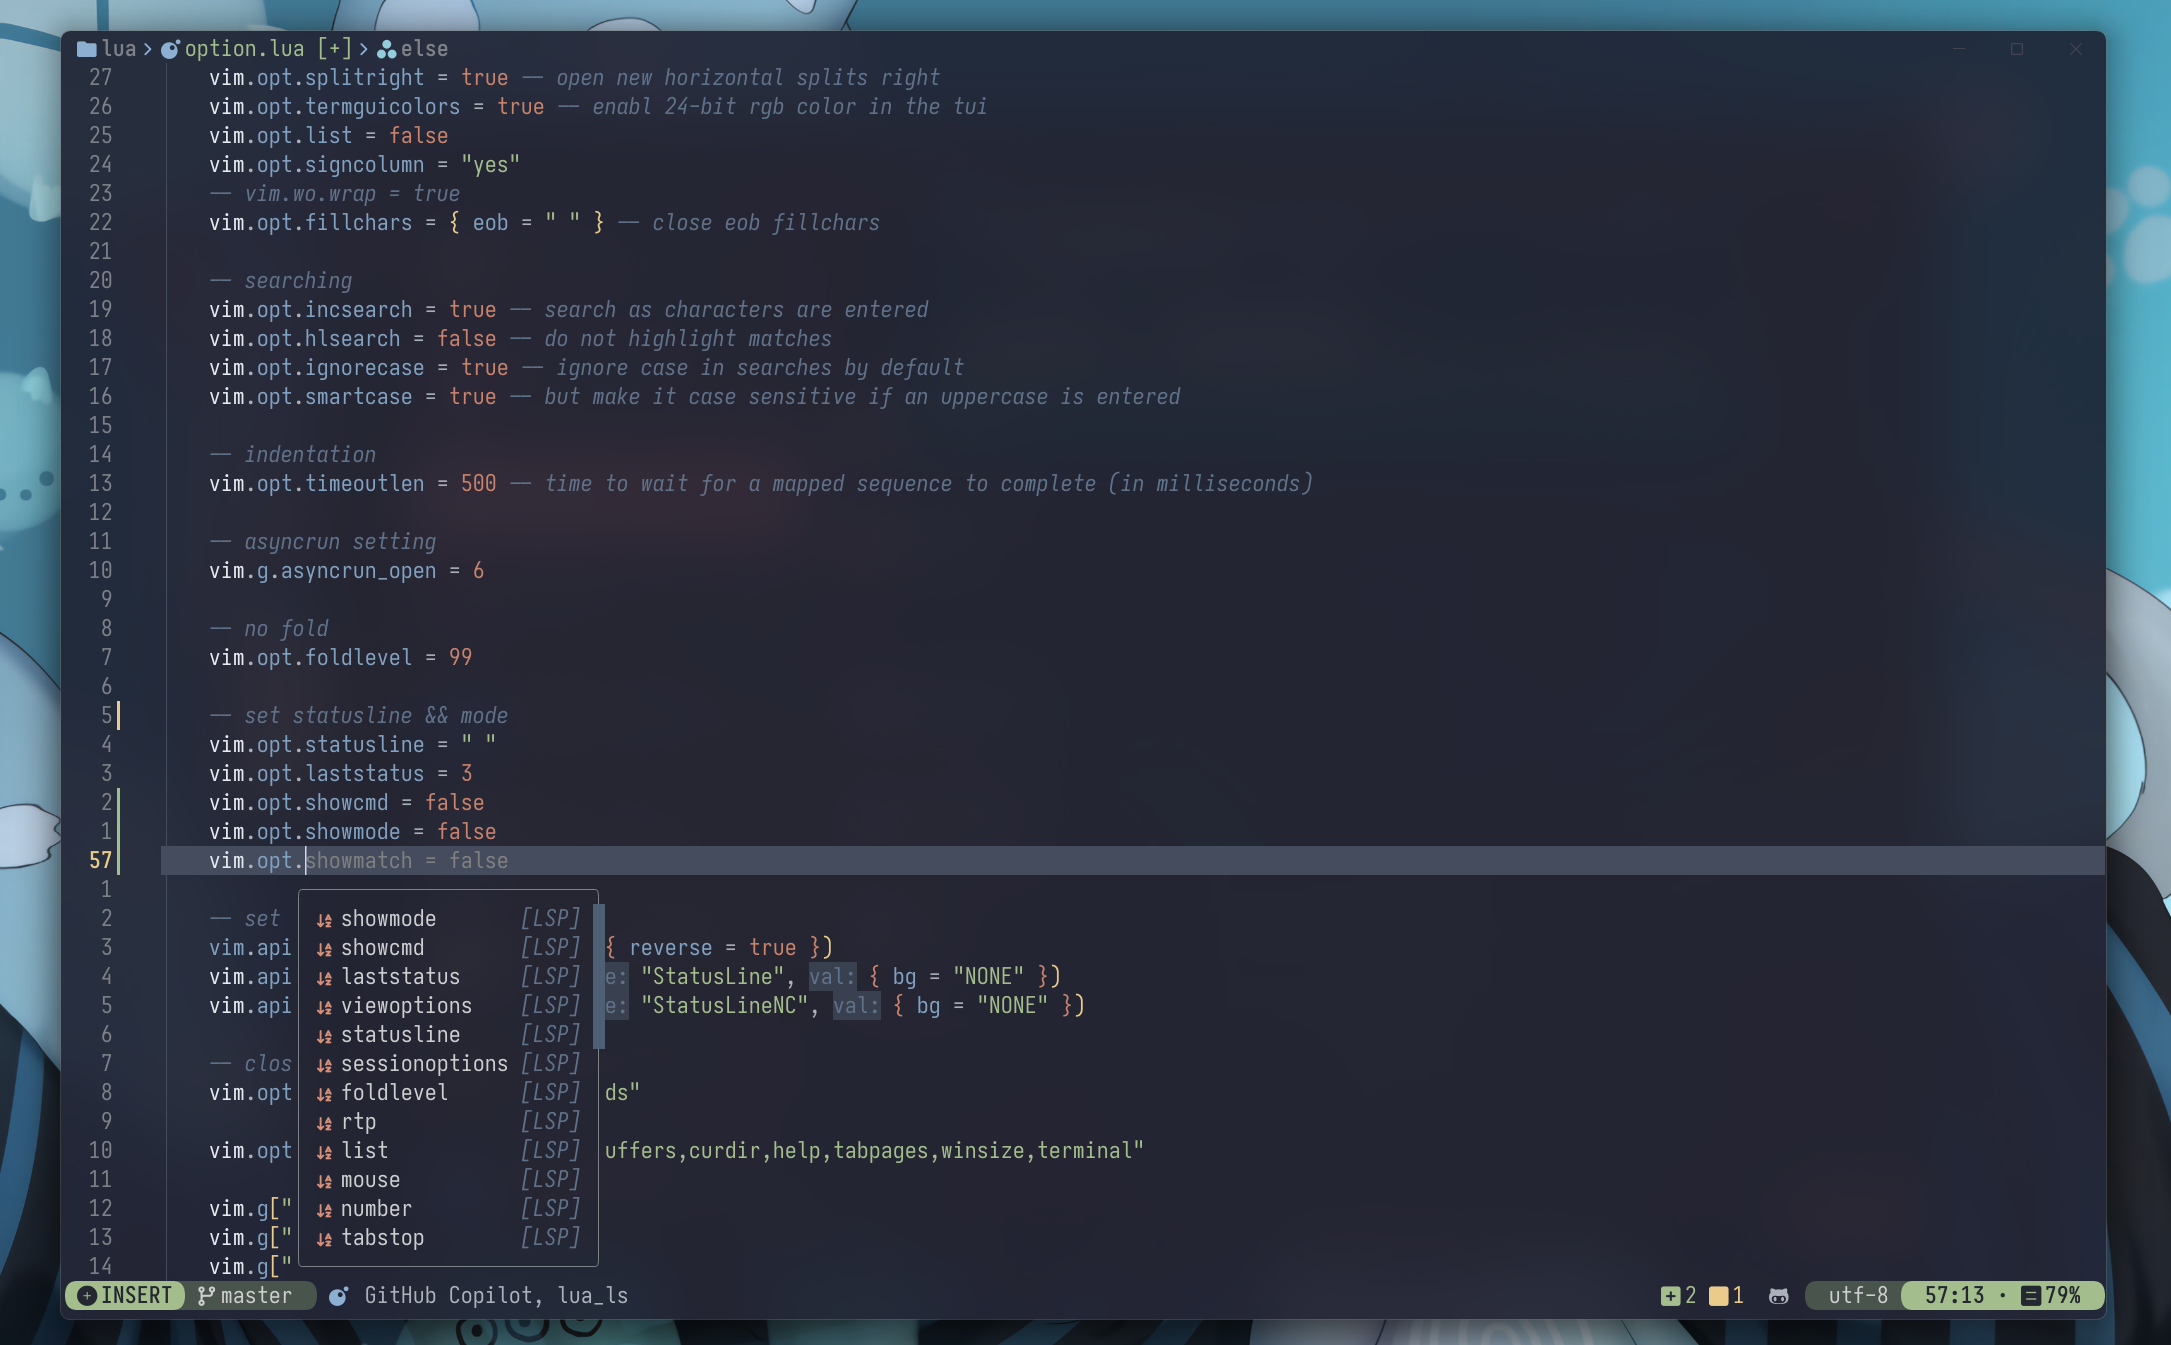 lua > option.lua [+] > else
27 vim.opt.splitright = true -- open new horizontal splits right
26 vim.opt.termguicolors = true -- enabl 24-bit rgb color in the tui
25 vim.opt.list = false
24 vim.opt.signcolumn = "yes"
23 -- vim.wo.wrap = true
22 vim.opt.fillchars = { eob = " " } -- close eob fillchars
21
20 -- searching
19 vim.opt.incsearch = true -- search as characters are entered
18 vim.opt.hlsearch = false -- do not highlight matches
17 vim.opt.ignorecase = true -- ignore case in searches by default
16 vim.opt.smartcase = true -- but make it case sensitive if an uppercase is entered
15
14 -- indentation
13 vim.opt.timeoutlen = 500 -- time to wait for a mapped sequence to complete (in milliseconds)
12
11 -- asyncrun setting
10 vim.g.asyncrun_open = 6
9
8 -- no fold
7 vim.opt.foldlevel = 99
6
5 -- set statusline && mode
4 vim.opt.statusline = " "
3 vim.opt.laststatus = 3
2 vim.opt.showcmd = false
1 vim.opt.showmode = false
57 vim.opt.showmatch = false
1
2 -- set showmode [LSP]
3 vim.api showcmd [LSP] { reverse = true })
4 vim.api laststatus [LSP] e: "StatusLine", val: { bg = "NONE" })
5 vim.api viewoptions [LSP] e: "StatusLineNC", val: { bg = "NONE" })
6 statusline [LSP]
7 -- clos sessionoptions [LSP]
8 vim.opt foldlevel [LSP] ds"
9 rtp [LSP]
10 vim.opt list [LSP] uffers,curdir,help,tabpages,winsize,terminal"
11 mouse [LSP]
12 vim.g[" number [LSP]
13 vim.g[" tabstop [LSP]
14 vim.g["
INSERT master GitHub Copilot, lua_ls 2 1 utf-8 57:13 · 79%